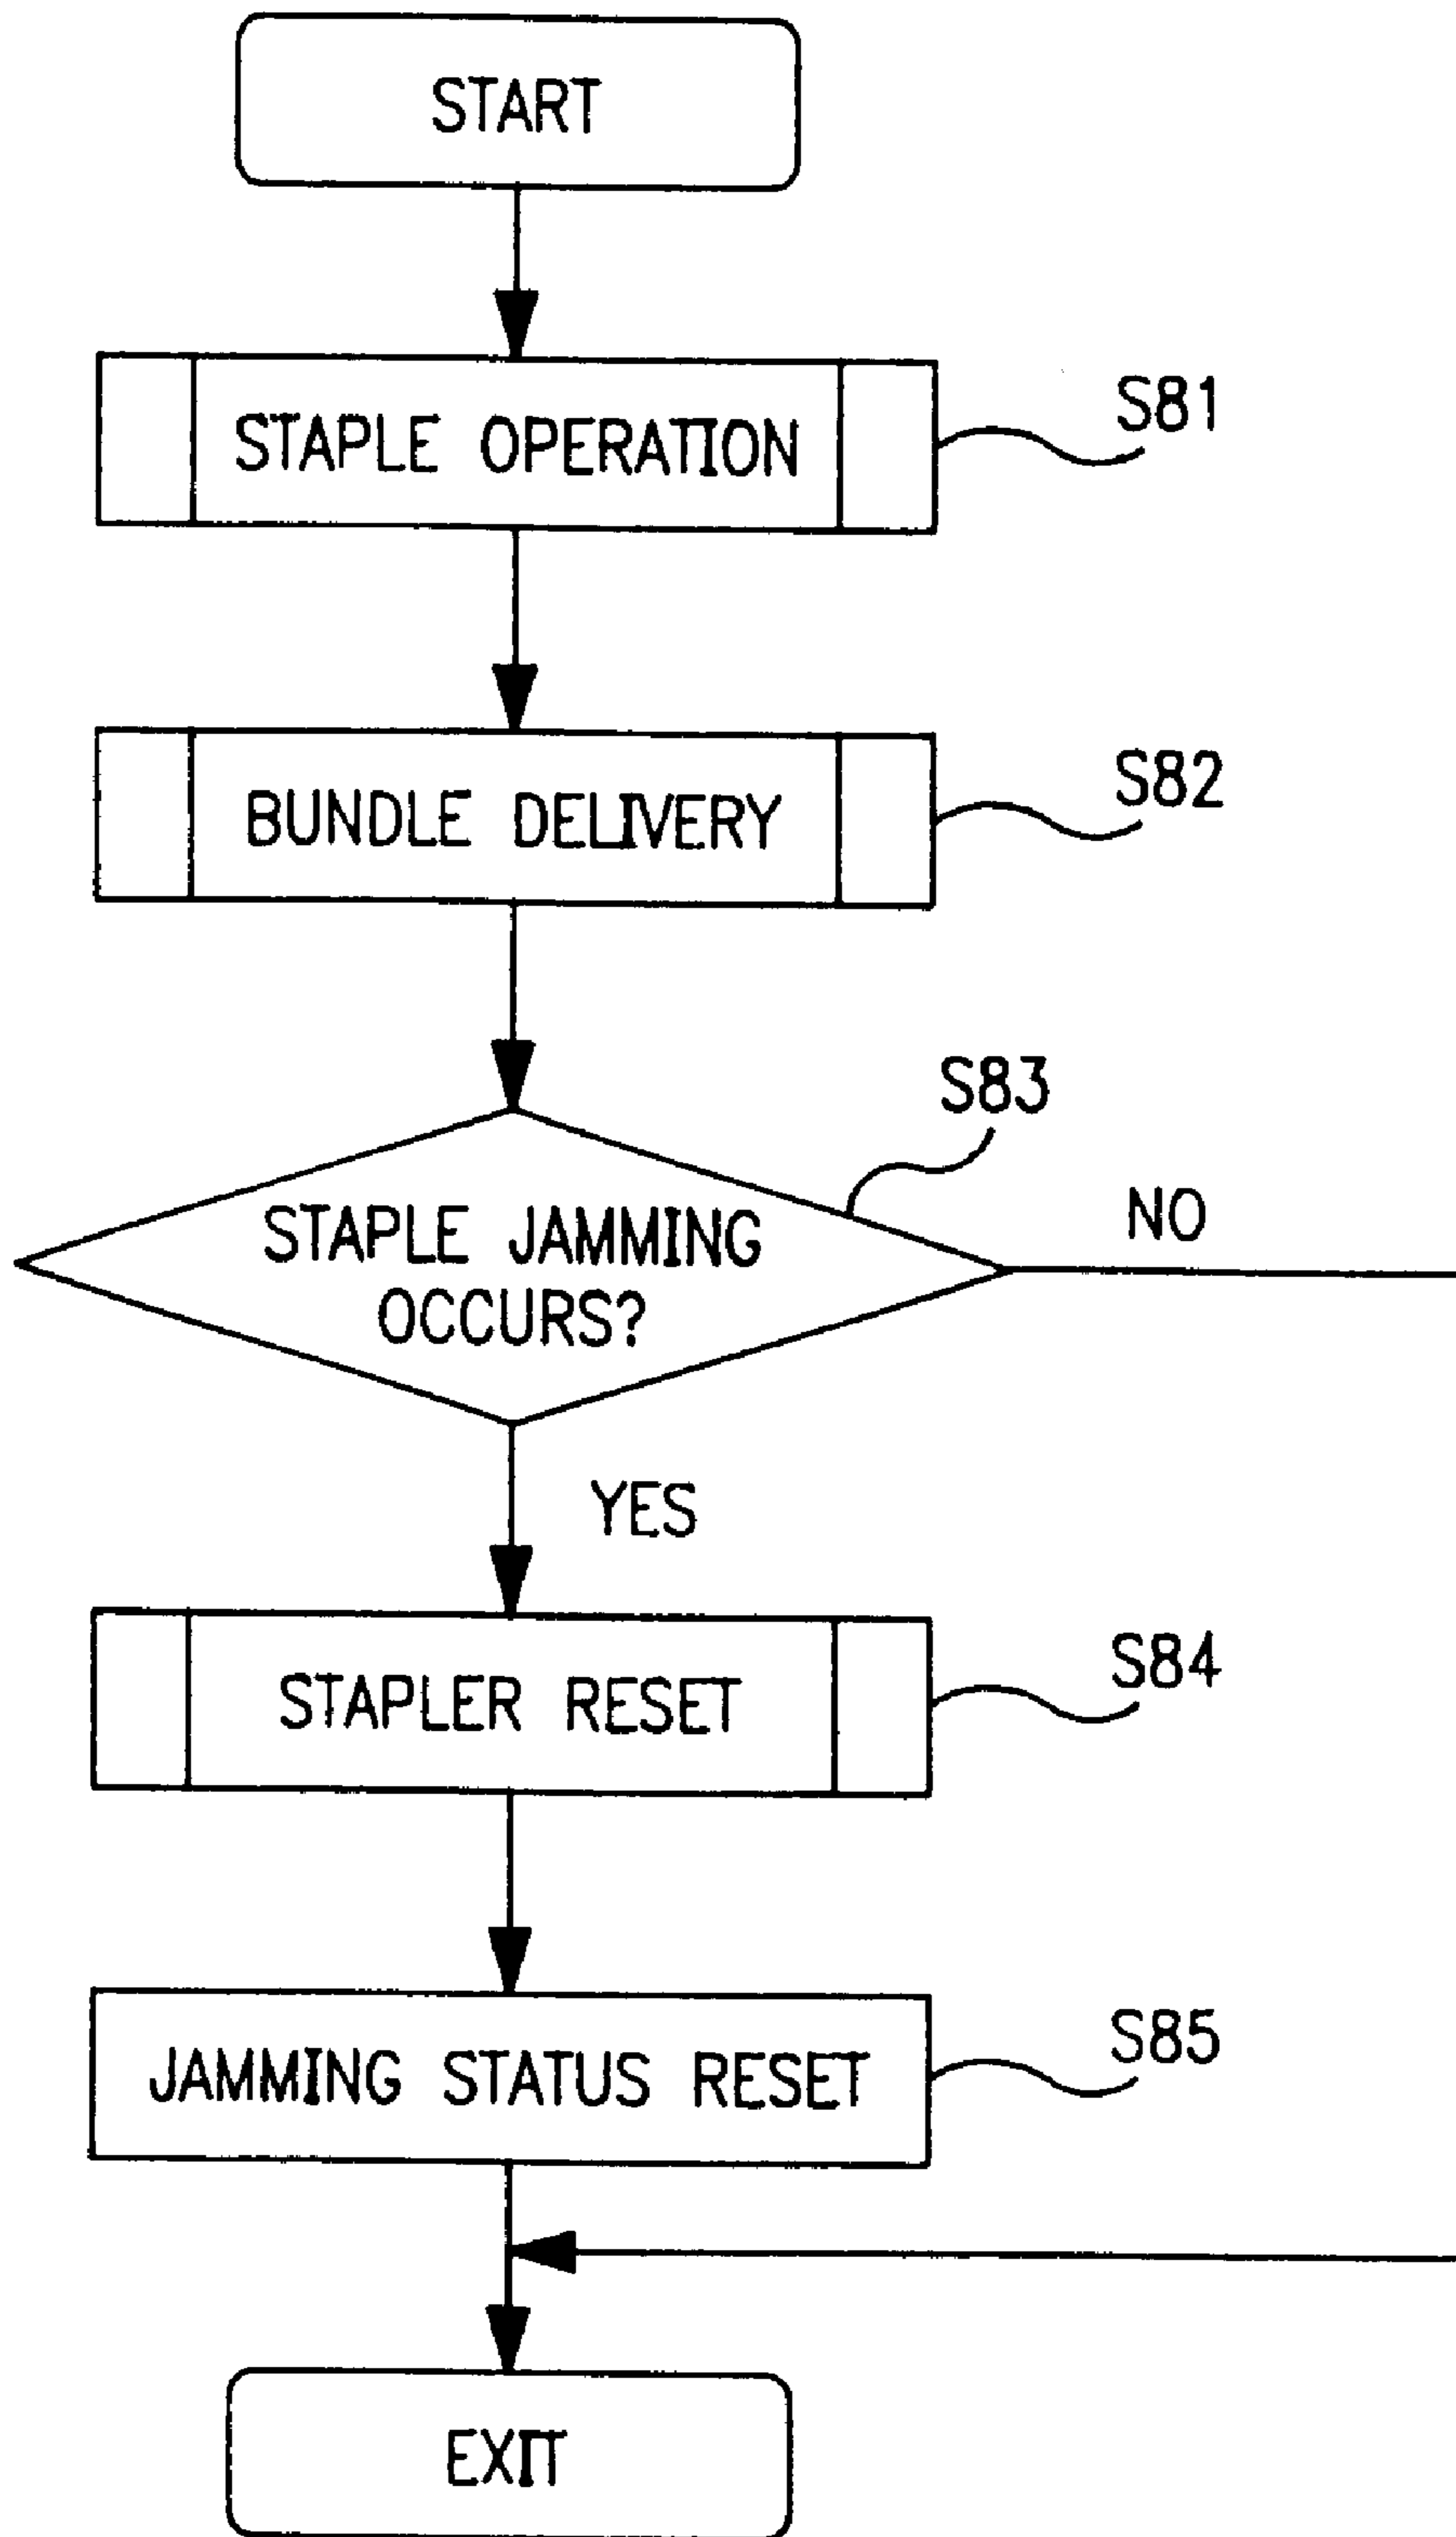 START
STAPLE OPERATION
S81
BUNDLE DELIVERY
S82
S83
STAPLE JAMMING
OCCURS?
NO
YES
STAPLER RESET
S84
JAMMING STATUS RESET
S85
EXIT